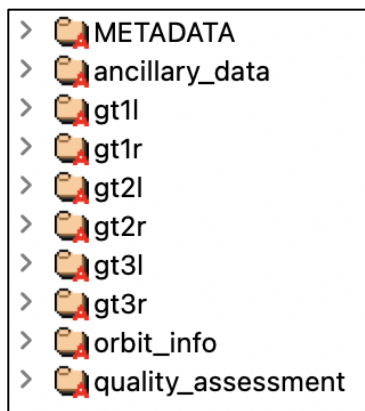 METADATA
ancillary_data
gt1l
gt1r
gt2l
gt2r
gt3l
gt3r
orbit_info
quality_assessment